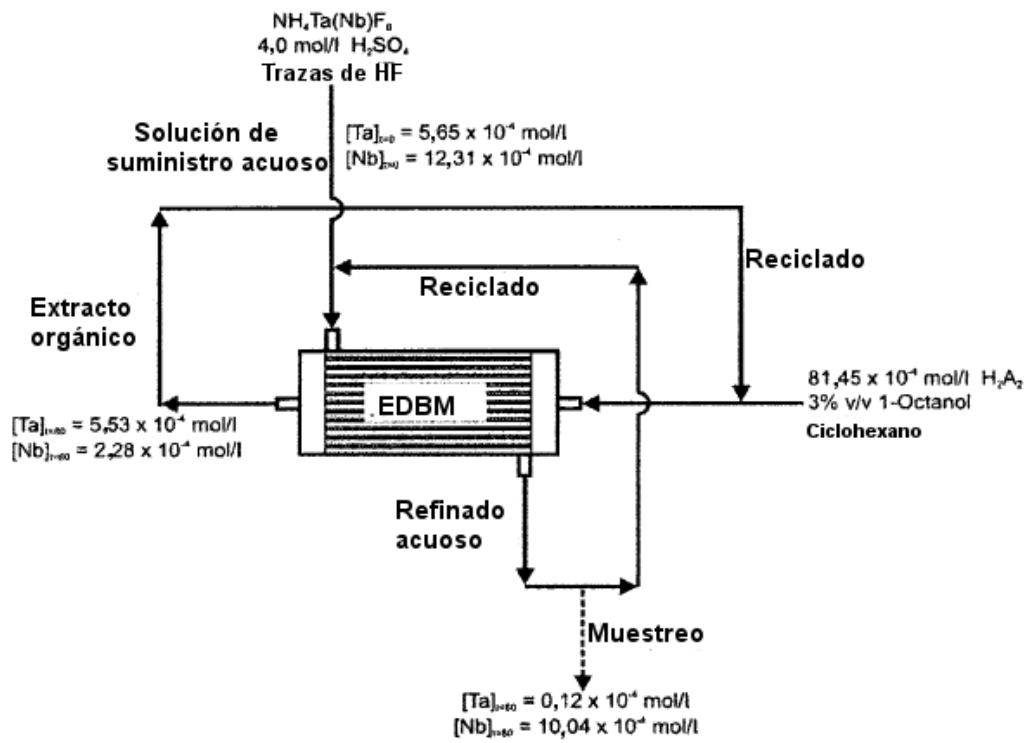 NH₄Ta(Nb)F₆
4,0 mol/l H₂SO₄
Trazas de HF
Solución de
suministro acuoso
[Ta]ₜ₌₀ = 5,65 x 10⁻⁴ mol/l
[Nb]ₜ₌₀ = 12,31 x 10⁻⁴ mol/l
Reciclado
Reciclado
Extracto
orgánico
EDBM
81,45 x 10⁻⁴ mol/l H₂A₂
3% v/v 1-Octanol
Ciclohexano
[Ta]ₜ₌₆₀ = 5,53 x 10⁻⁴ mol/l
[Nb]ₜ₌₆₀ = 2,28 x 10⁻⁴ mol/l
Refinado
acuoso
Muestreo
[Ta]ₜ₌₆₀ = 0,12 x 10⁻⁴ mol/l
[Nb]ₜ₌₆₀ = 10,04 x 10⁻⁴ mol/l